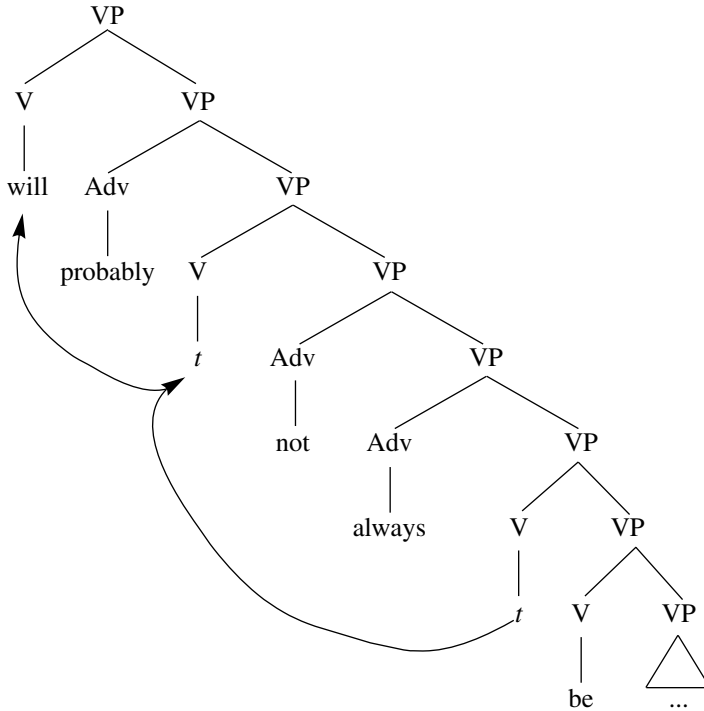 VP
V VP
will Adv VP
probably V VP
t Adv VP
not Adv VP
always V VP
t V VP
be ...